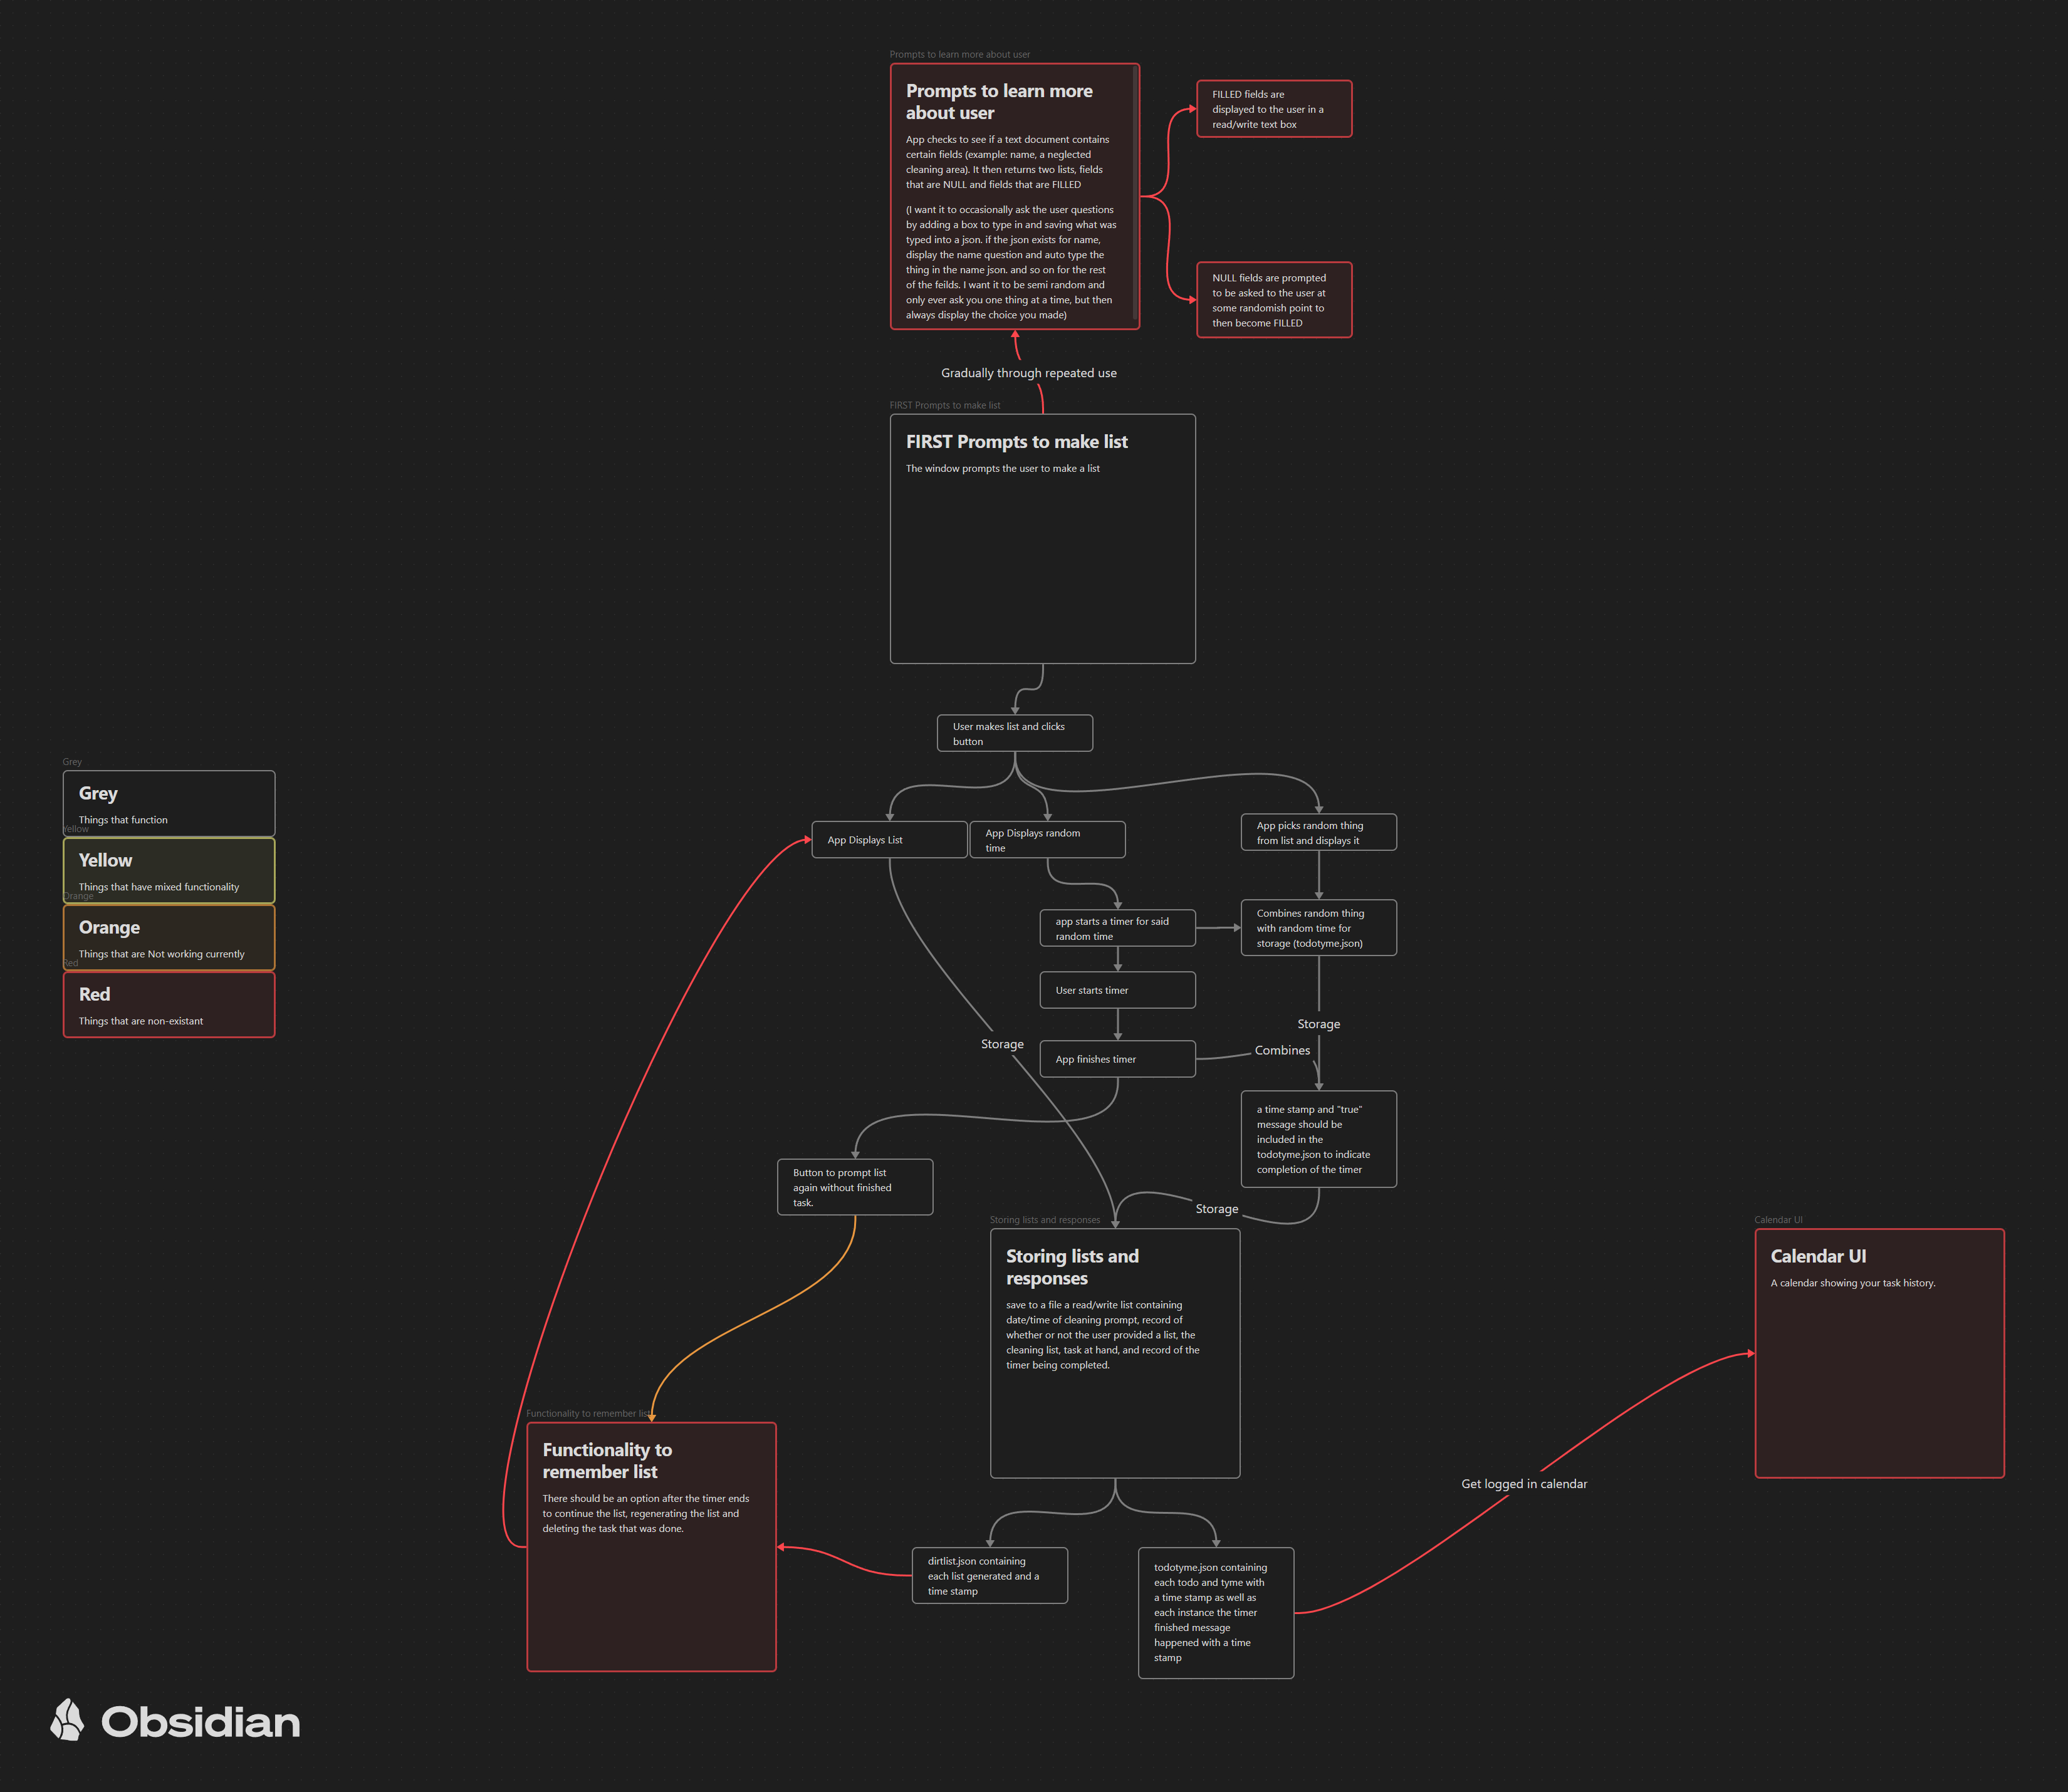 Prompts to learn more about user
Prompts to learn more
about user
App checks to see if a text document contains
certain fields (example: name, a neglected
cleaning area). It then returns two lists, fields
that are NULL and fields that are FILLED
(I want it to occasionally ask the user questions
by adding a box to type in and saving what was
typed into a json. if the json exists for name,
display the name question and auto type the
thing in the name json. and so on for the rest
of the feilds. I want it to be semi random and
only ever ask you one thing at a time, but then
always display the choice you made)
FILLED fields are
displayed to the user in a
read/write text box
NULL fields are prompted
to be asked to the user at
some randomish point to
then become FILLED
Gradually through repeated use
FIRST Prompts to make list
FIRST Prompts to make list
The window prompts the user to make a list
User makes list and clicks
button
Grey
Grey
Things that function
Yellow
Yellow
Things that have mixed functionality
Orange
Orange
Things that are Not working currently
Red
Red
Things that are non-existant
App Displays List
App Displays random
time
App picks random thing
from list and displays it
app starts a timer for said
random time
Combines random thing
with random time for
storage (todotyme.json)
User starts timer
Storage
Storage
Combines
App finishes timer
a time stamp and "true"
message should be
included in the
todotyme.json to indicate
completion of the timer
Button to prompt list
again without finished
task.
Storage
Storing lists and responses
Storing lists and
responses
save to a file a read/write list containing
date/time of cleaning prompt, record of
whether or not the user provided a list, the
cleaning list, task at hand, and record of the
timer being completed.
Calendar UI
Calendar UI
A calendar showing your task history.
Functionality to remember list
Functionality to
remember list
There should be an option after the timer ends
to continue the list, regenerating the list and
deleting the task that was done.
Get logged in calendar
dirtlist.json containing
each list generated and a
time stamp
todotyme.json containing
each todo and tyme with
a time stamp as well as
each instance the timer
finished message
happened with a time
stamp
Obsidian